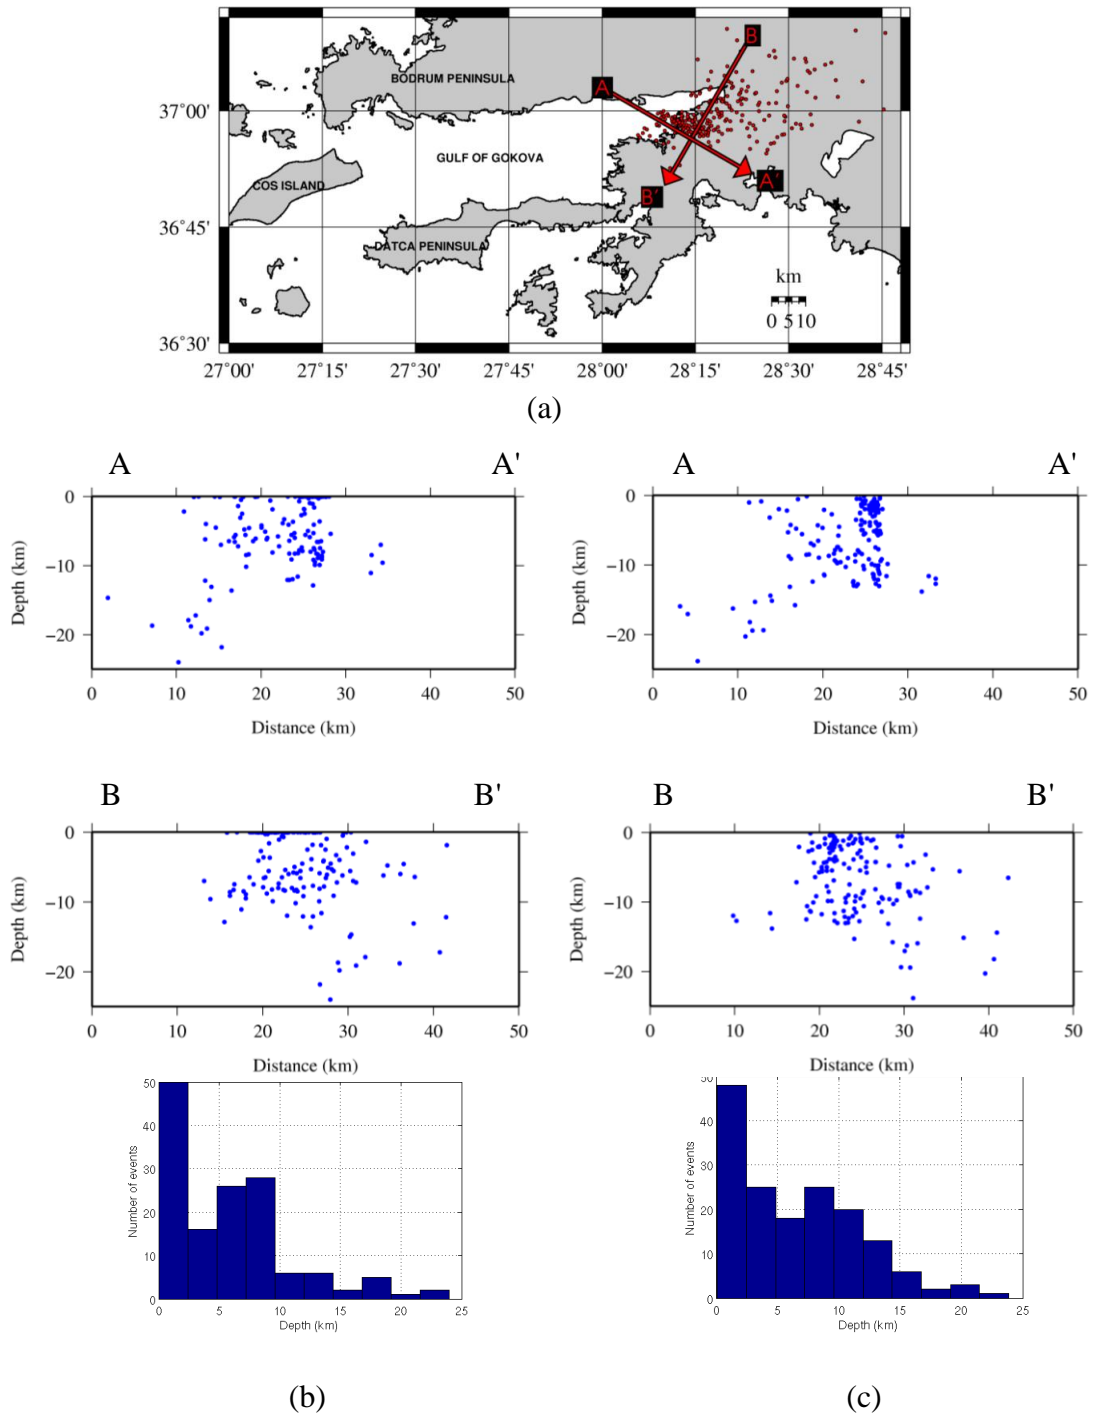 (a)
B
A
BODRUM PENINSULA
37°00'
GULF OF GOKOVA
COS ISLAND
A'
B'
36°45'
DATCA PENINSULA
km
0 5 10
36°30'
27°00' 27°15' 27°30' 27°45' 28°00' 28°15' 28°30' 28°45'
(a)
A A' A A'
0
−10
−20
Depth (km)
0 10 20 30 40 50
Distance (km)
0
−10
−20
Depth (km)
0 10 20 30 40 50
Distance (km)
B B' B B'
0
−10
−20
Depth (km)
0 10 20 30 40 50
Distance (km)
0
−10
−20
Depth (km)
0 10 20 30 40 50
Distance (km)
50
40
30
20
10
0
Number of events
0 5 10 15 20 25
Depth (km)
50
40
30
20
10
0
Number of events
0 5 10 15 20 25
Depth (km)
(b) (c)